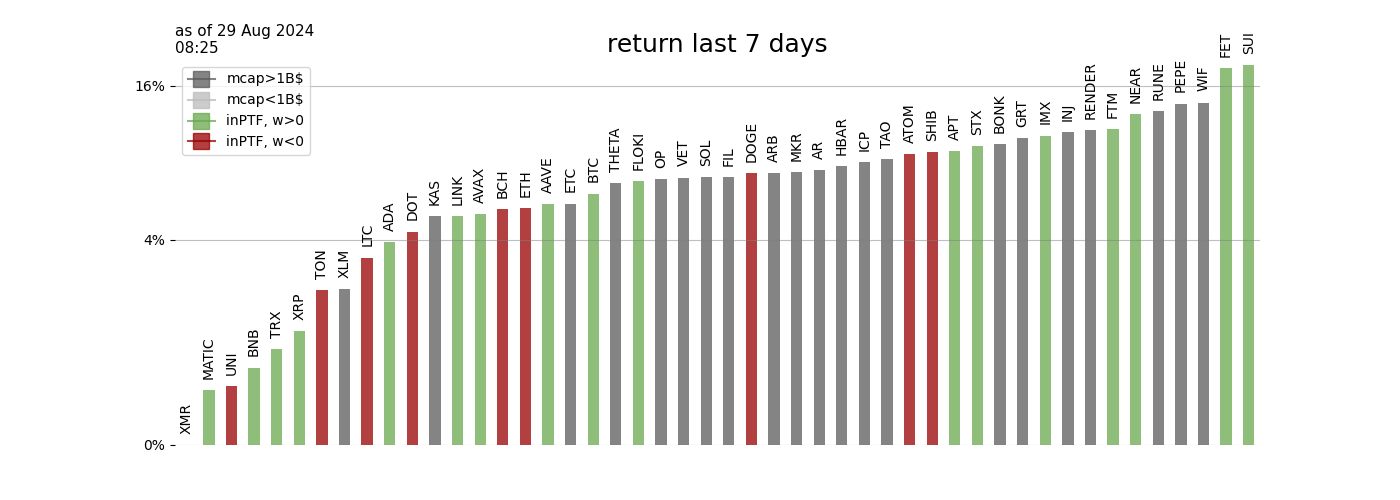 as of 29 Aug 2024
08:25
return last 7 days
mcap>1B$
mcap<1B$
inPTF, w>0
inPTF, w<0
16%
4%
0%
XMR
MATIC
UNI
BNB
TRX
XRP
TON
XLM
LTC
ADA
DOT
KAS
LINK
AVAX
BCH
ETH
AAVE
ETC
BTC
THETA
FLOKI
OP
VET
SOL
FIL
DOGE
ARB
MKR
AR
HBAR
ICP
TAO
ATOM
SHIB
APT
STX
BONK
GRT
IMX
INJ
RENDER
FTM
NEAR
RUNE
PEPE
WIF
FET
SUI